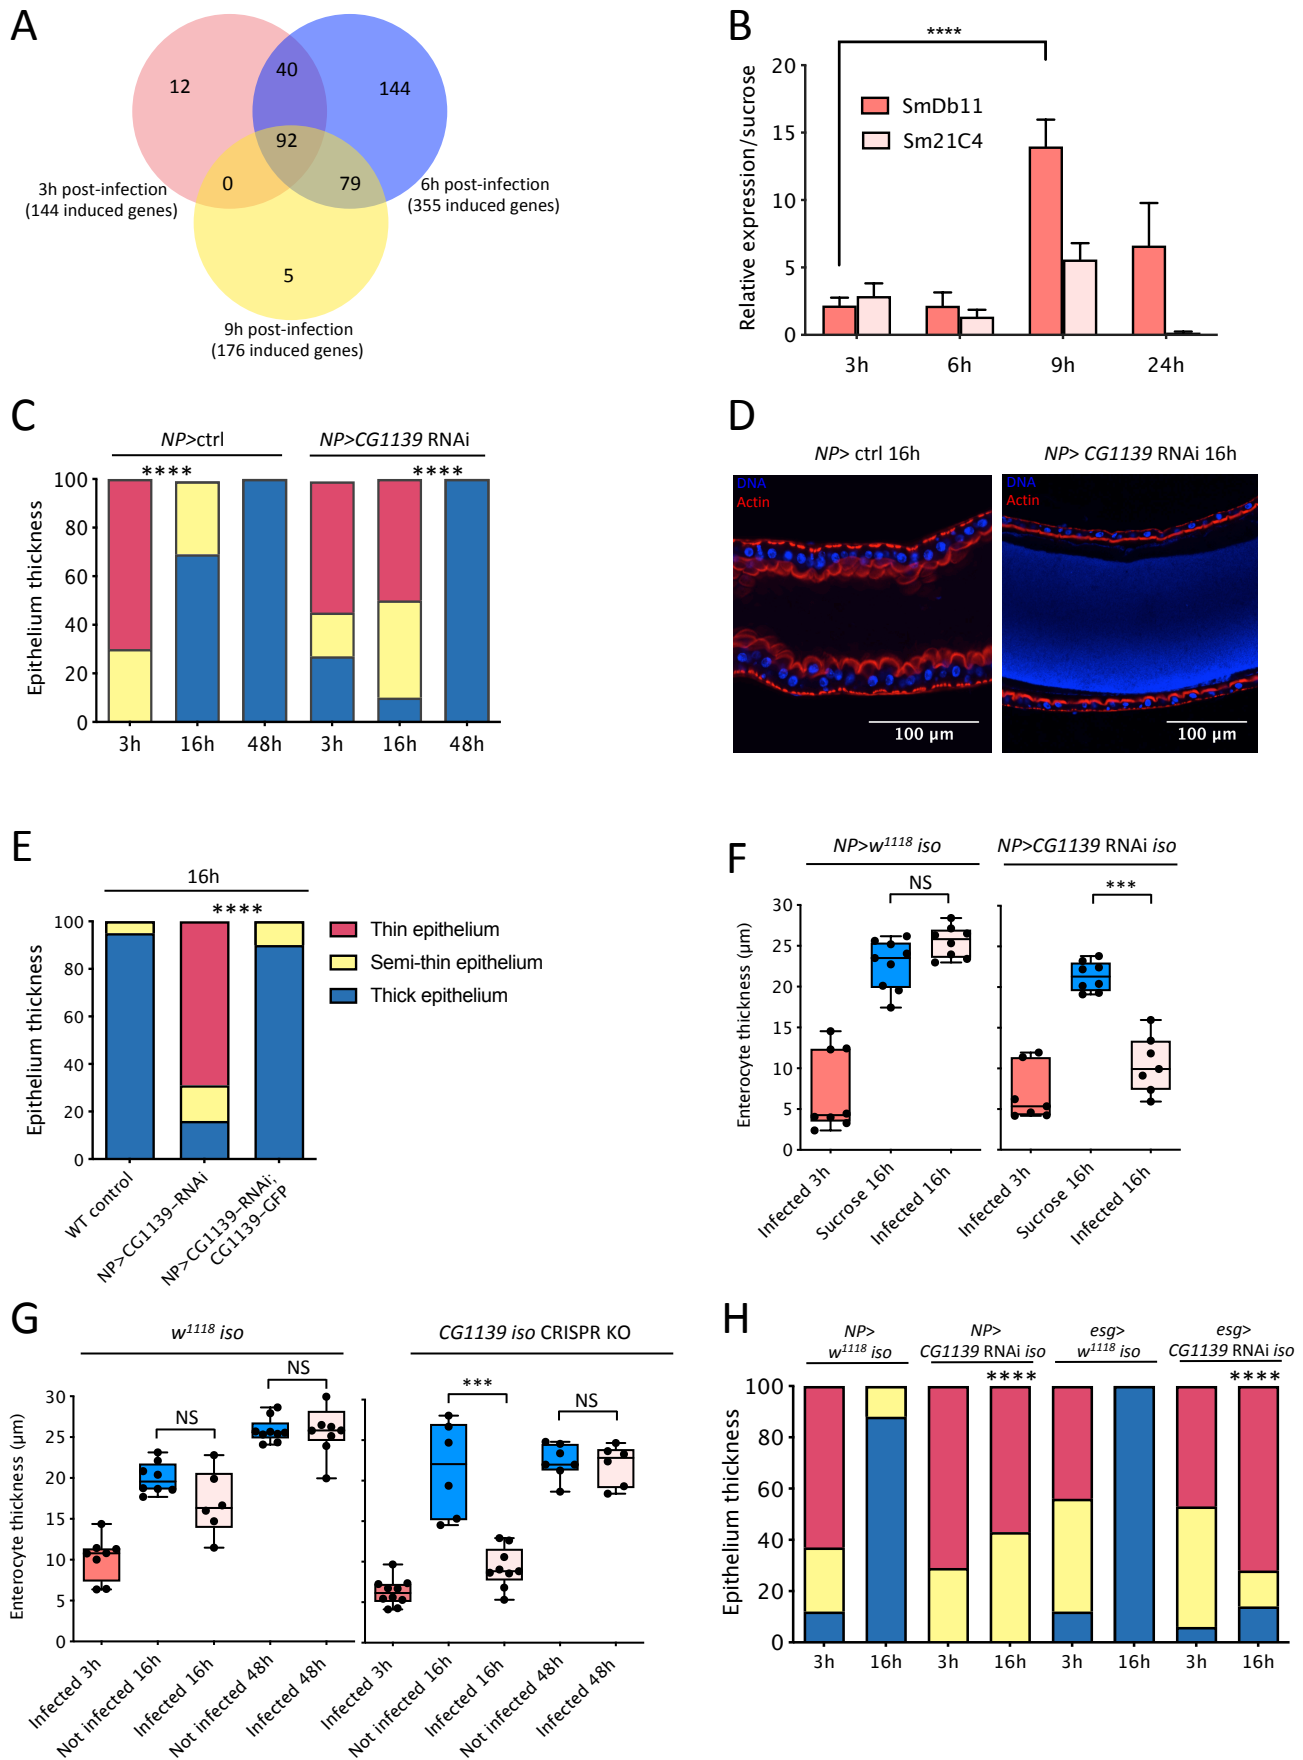 A
12
40
144
92
0
79
5
3h post-infection
(144 induced genes)
6h post-infection
(355 induced genes)
9h post-infection
(176 induced genes)
B
****
Relative expression/sucrose
20
15
10
5
0
SmDb11
Sm21C4
3h 6h 9h 24h
C
NP>ctrl
NP>CG1139 RNAi
**** ****
Epithelium thickness
100
80
60
40
20
0
3h 16h 48h 3h 16h 48h
D
NP> ctrl 16h
NP> CG1139 RNAi 16h
DNA
Actin
100 µm
DNA
Actin
100 µm
E
16h
****
Epithelium thickness
100
80
60
40
20
0
WT control
NP>CG1139-RNAi
NP>CG1139-RNAi;
CG1139-GFP
Thin epithelium
Semi-thin epithelium
Thick epithelium
F
NP>w1118 iso
NP>CG1139 RNAi iso
NS
***
Enterocyte thickness (µm)
30
25
20
15
10
5
0
Infected 3h
Sucrose 16h
Infected 16h
Infected 3h
Sucrose 16h
Infected 16h
G
w1118 iso
CG1139 iso CRISPR KO
NS
NS
***
NS
Enterocyte thickness (µm)
30
25
20
15
10
5
0
Infected 3h
Not infected 16h
Infected 16h
Not infected 48h
Infected 48h
Infected 3h
Not infected 16h
Infected 16h
Not infected 48h
Infected 48h
H
NP>
w1118 iso
NP>
CG1139 RNAi iso
esg>
w1118 iso
esg>
CG1139 RNAi iso
**** ****
Epithelium thickness
100
80
60
40
20
0
3h 16h 3h 16h 3h 16h 3h 16h